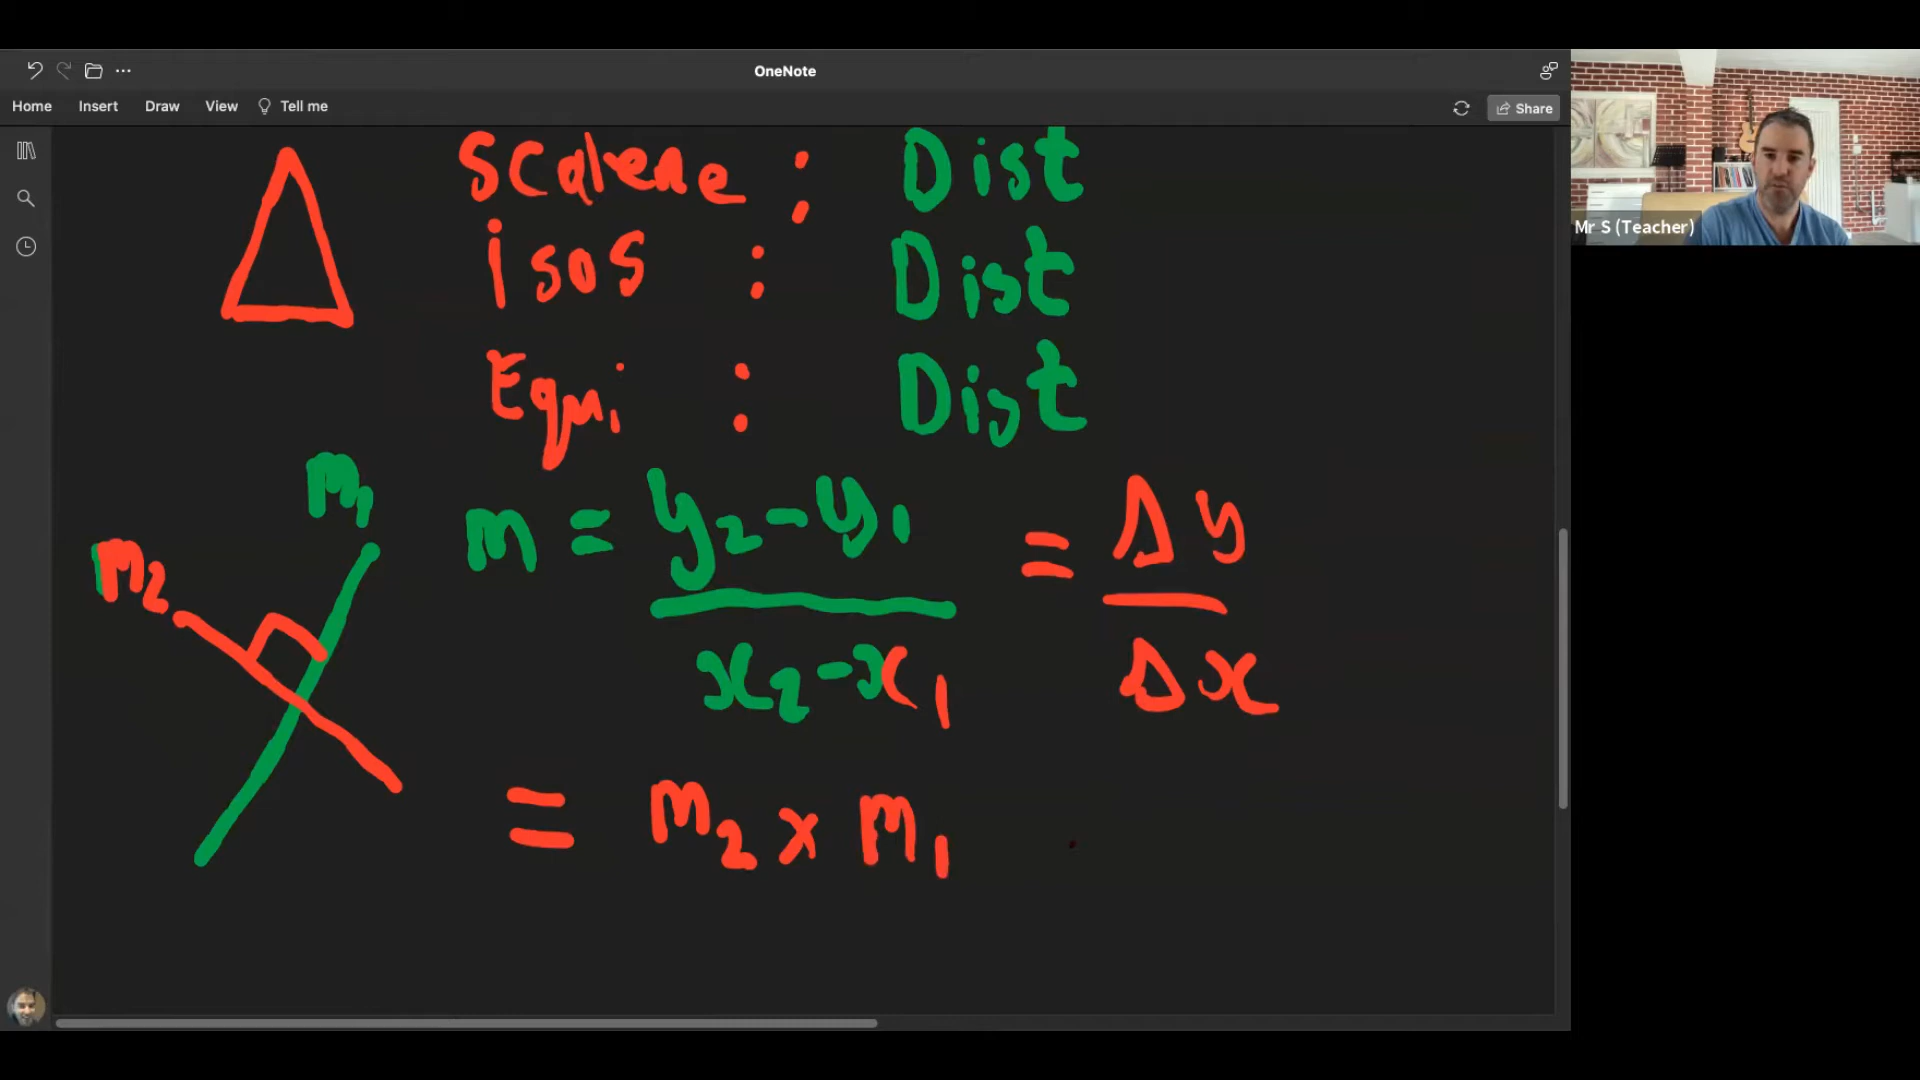 OneNote
Home Insert Draw View Tell me Share
Mr S (Teacher)
Scalene : Dist
isos : Dist
Equi : Dist
m₁
m₂
m = y₂-y₁ / x₂-x₁ = Δy / Δx
= m₂ x m₁